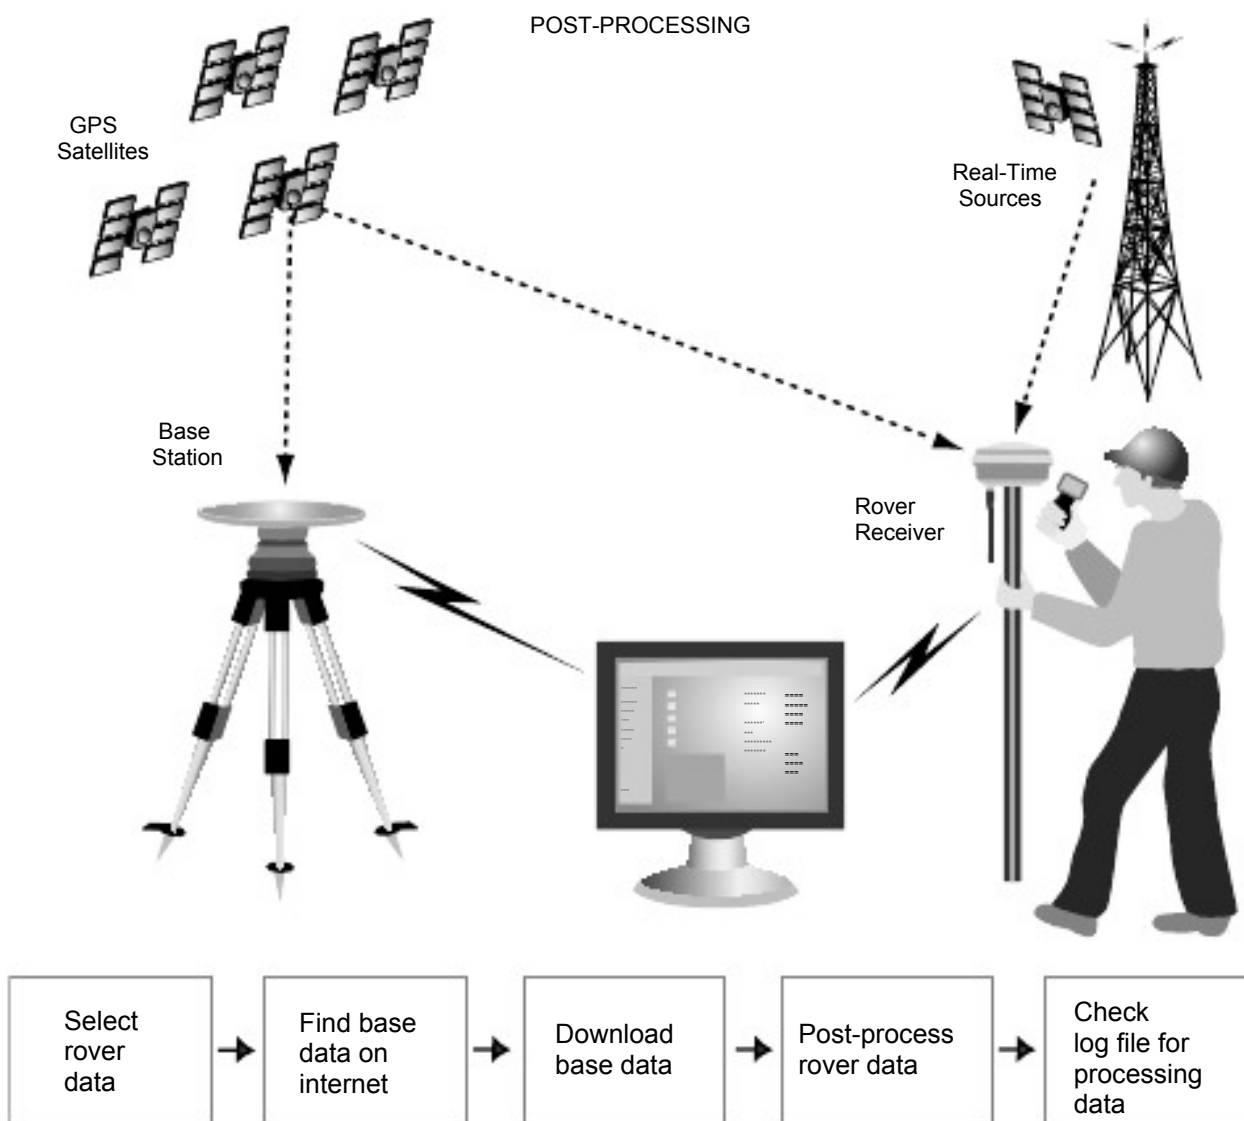 POST-PROCESSING
GPS
Satellites
Real-Time
Sources
Base
Station
Rover
Receiver
Select
rover
data
Find base
data on
internet
Download
base data
Post-process
rover data
Check
log file for
processing
data